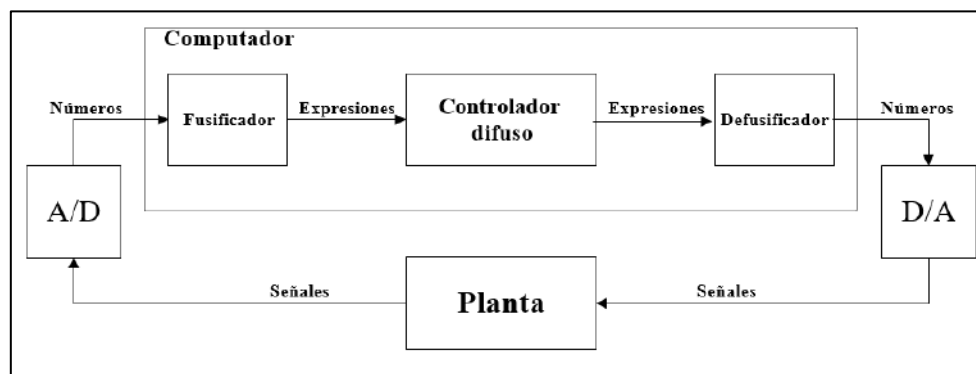 Computador
Números
Fusificador
Expresiones
Controlador
difuso
Expresiones
Defusificador
Números
A/D
D/A
Señales
Planta
Señales